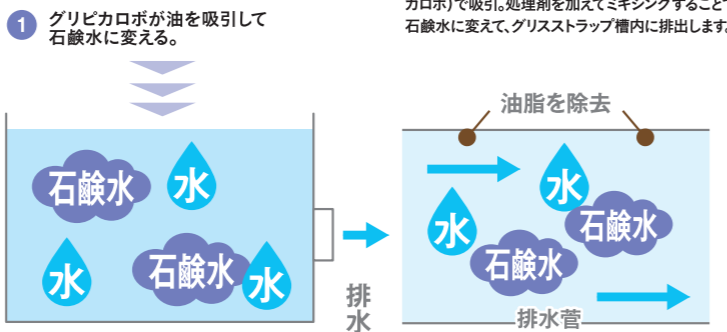 1 グリピカロボが油を吸引して
石鹸水に変える。
カロボ)で吸引。処理剤を加えてミキシングすることで
石鹸水に変えて、グリスストラップ槽内に排出します。
油脂を除去
石鹸水
水
水
石鹸水
水
排水
水
水
石鹸水
石鹸水
排水菅